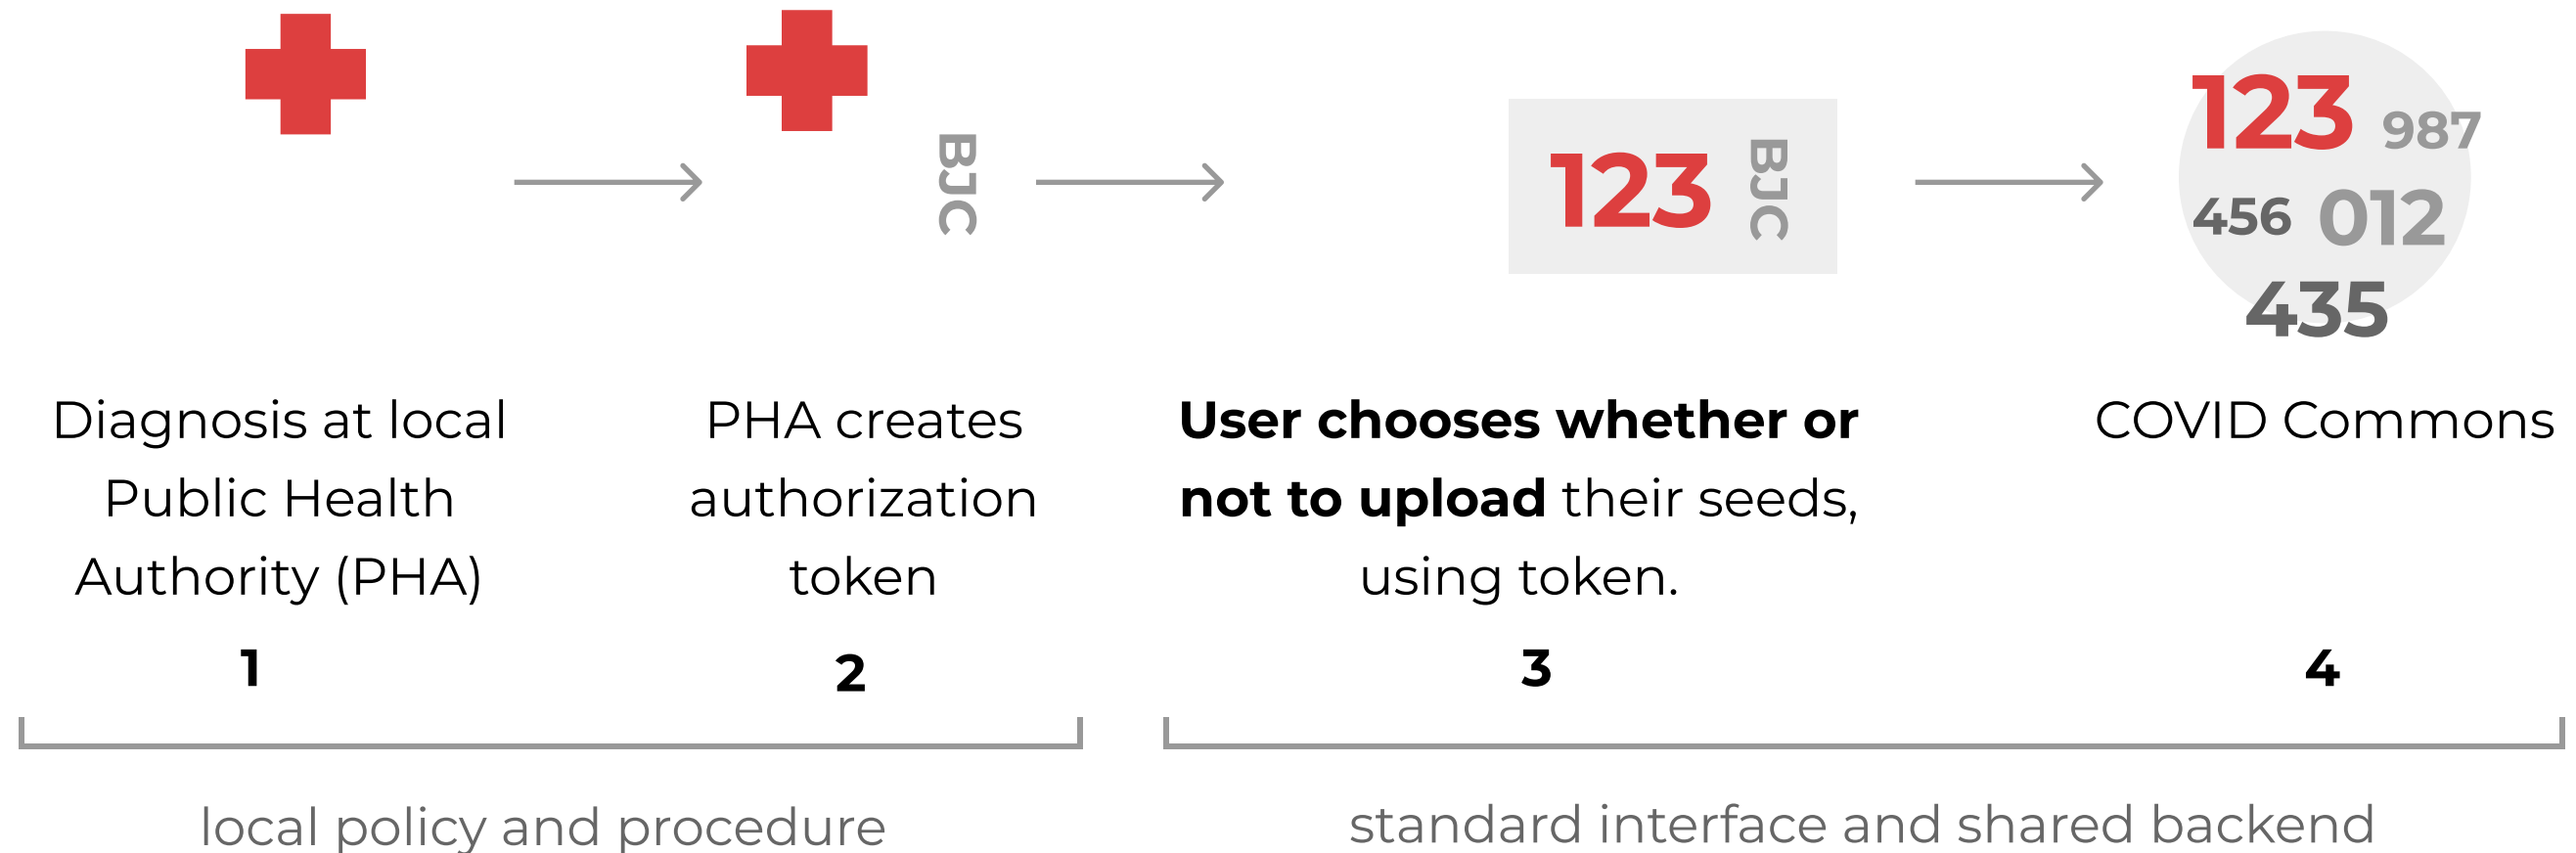 BJC
123
BJC
123
987
456
012
435
Diagnosis at local
Public Health
Authority (PHA)
1
PHA creates
authorization
token
2
User chooses whether or
not to upload their seeds,
using token.
3
COVID Commons
4
local policy and procedure
standard interface and shared backend